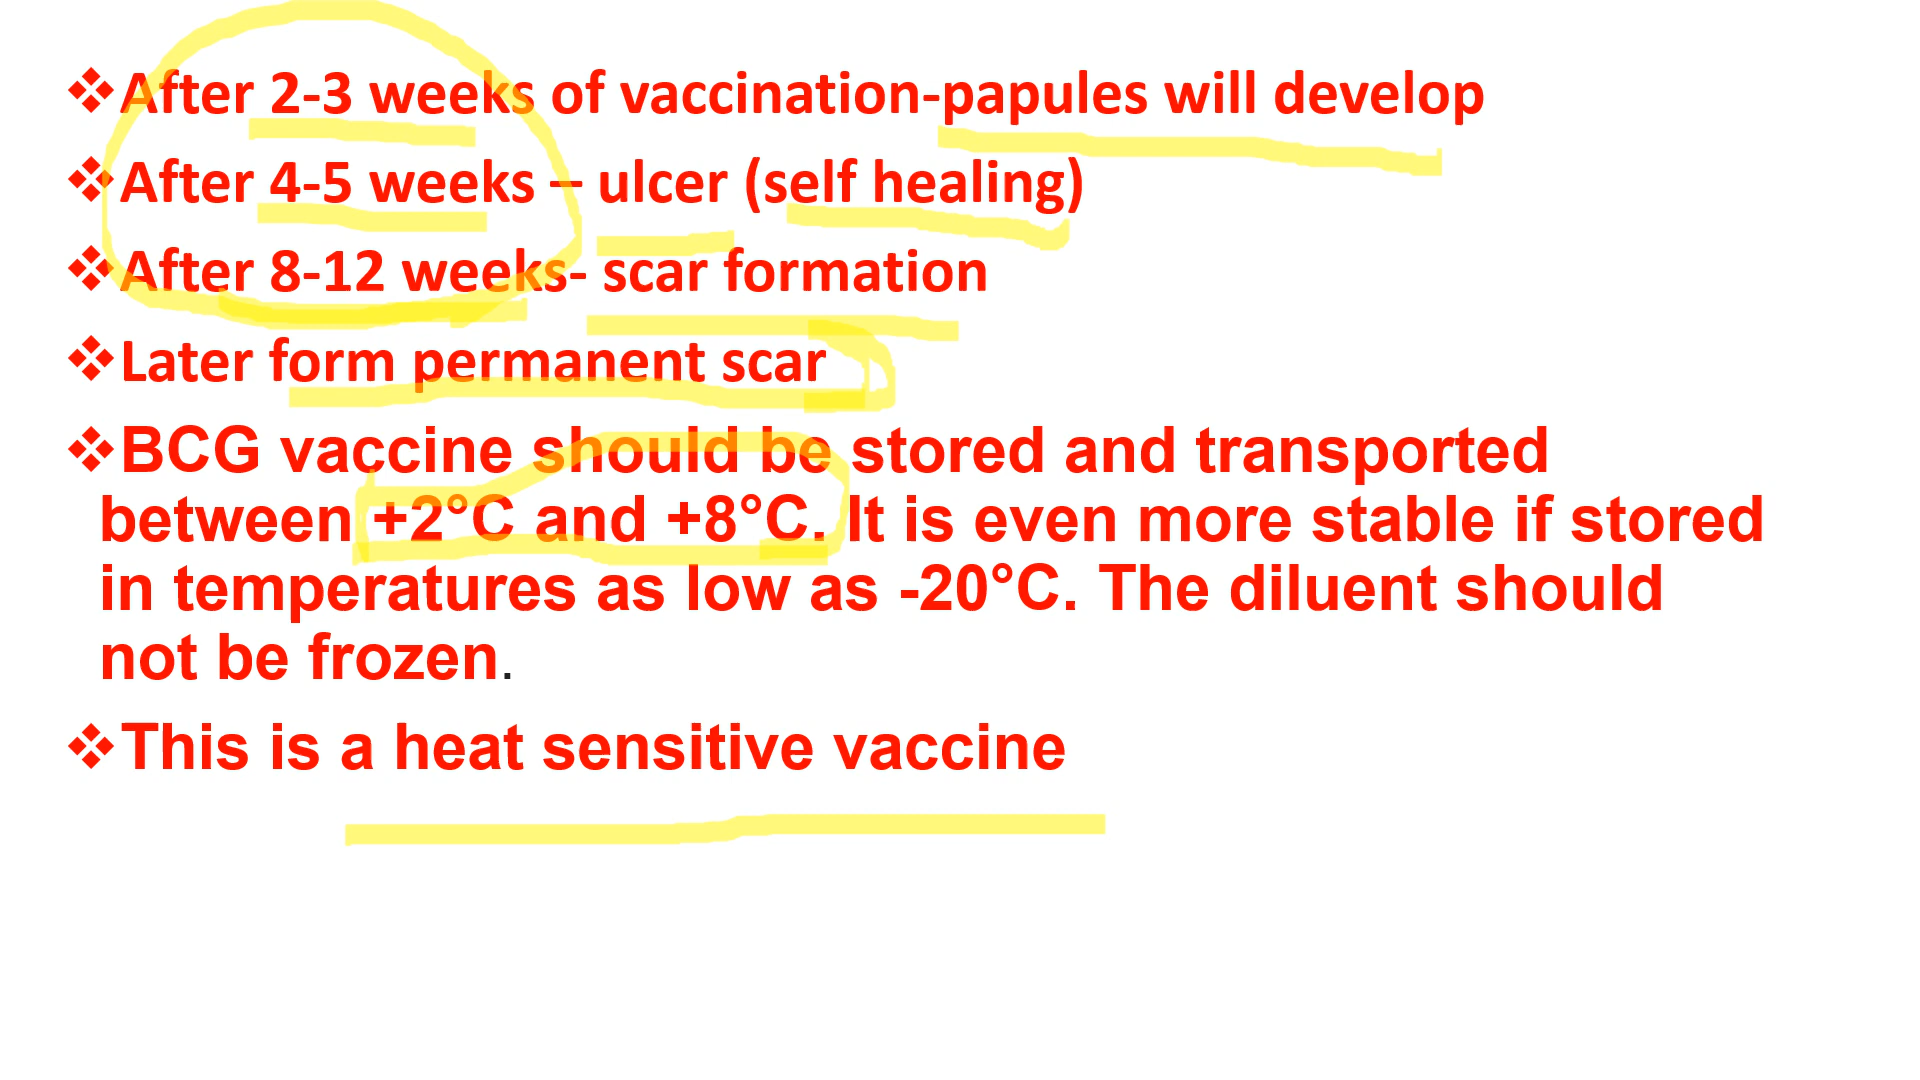 ❖After 2-3 weeks of vaccination-papules will develop
❖After 4-5 weeks – ulcer (self healing)
❖After 8-12 weeks- scar formation
❖Later form permanent scar
❖BCG vaccine should be stored and transported
between +2°C and +8°C. It is even more stable if stored
in temperatures as low as -20°C. The diluent should
not be frozen.
❖This is a heat sensitive vaccine